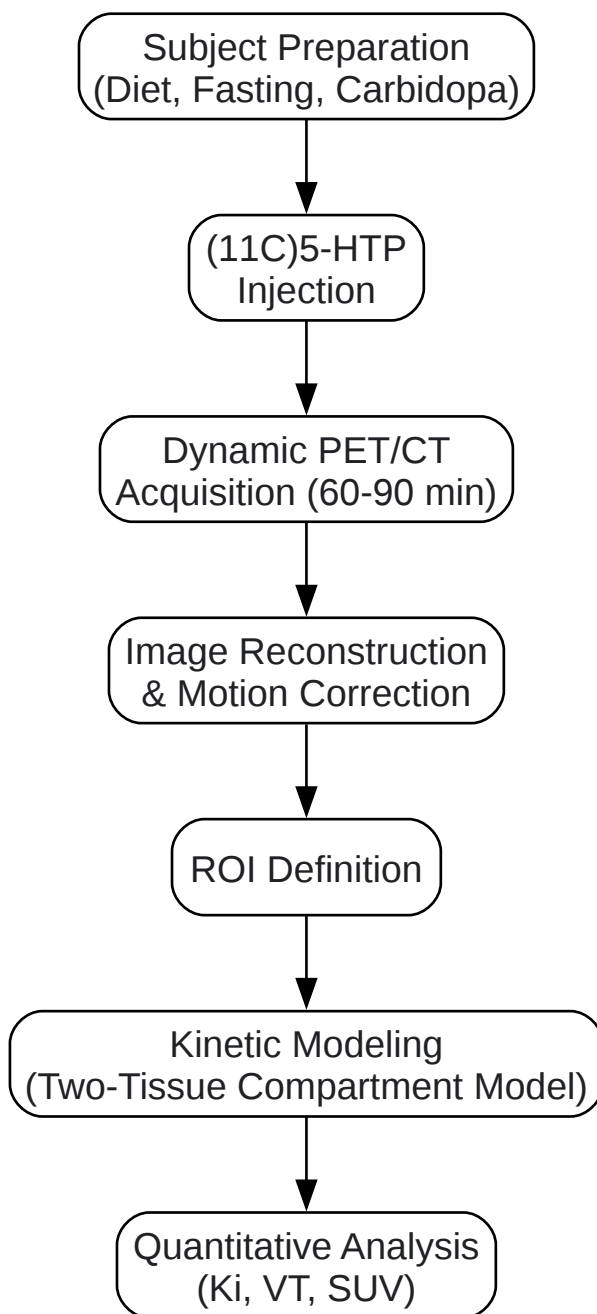 Subject Preparation
(Diet, Fasting, Carbidopa)
(11C)5-HTP
Injection
Dynamic PET/CT
Acquisition (60-90 min)
Image Reconstruction
& Motion Correction
ROI Definition
Kinetic Modeling
(Two-Tissue Compartment Model)
Quantitative Analysis
(Ki, VT, SUV)